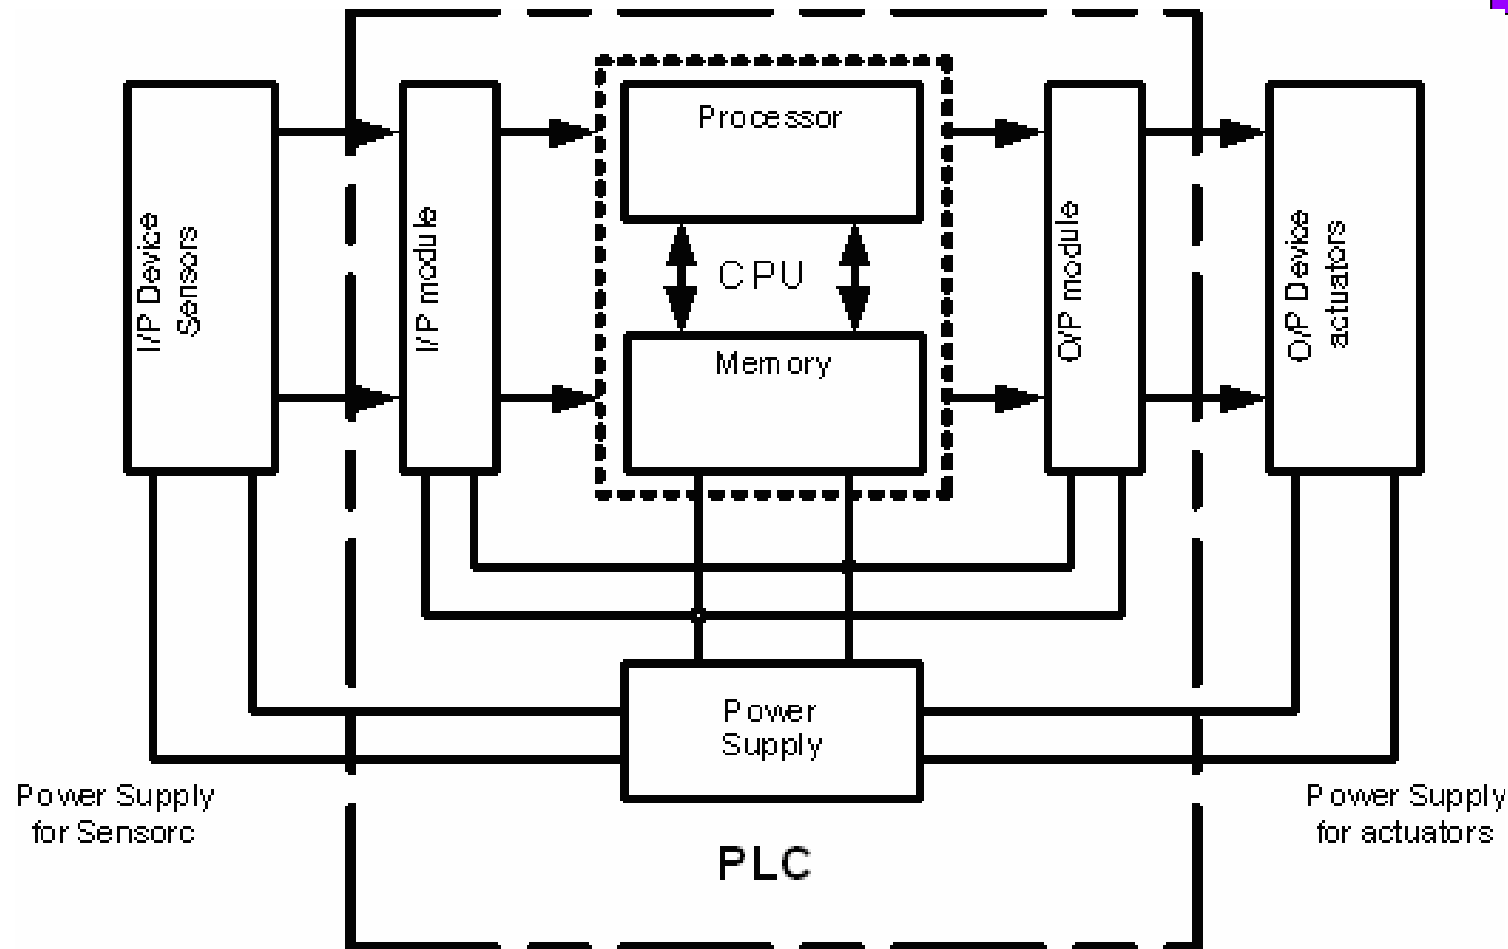 Processor
I/P Device
Sensors
I/P module
CPU
O/P module
O/P Device
actuators
Memory
Power
Supply
Power Supply
for Sensorc
Power Supply
for actuators
PLC